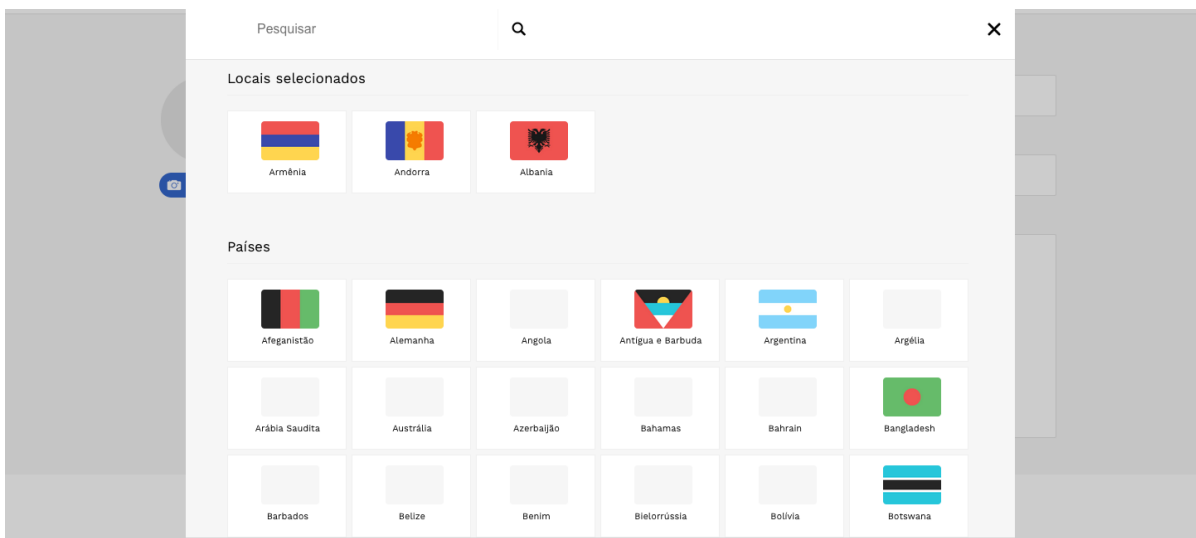 Pesquisar
Locais selecionados
Armênia
Andorra
Albania
Países
Afeganistão
Alemanha
Angola
Antígua e Barbuda
Argentina
Argélia
Arábia Saudita
Austrália
Azerbaijão
Bahamas
Bahrain
Bangladesh
Barbados
Belize
Benim
Bielorrússia
Bolívia
Botswana